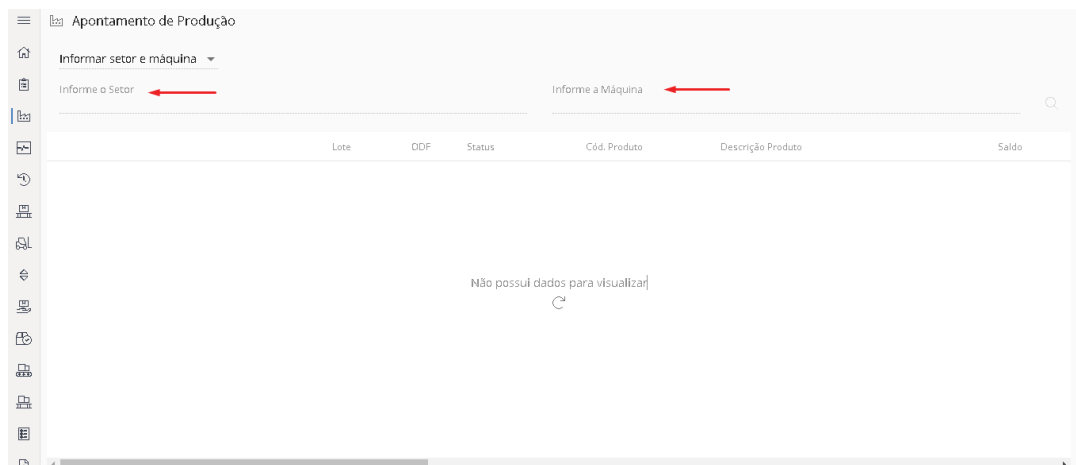 Apontamento de Produção
Informar setor e máquina
Informe o Setor
Informe a Máquina
Lote ODF Status Cód. Produto Descrição Produto Saldo
Não possui dados para visualizar